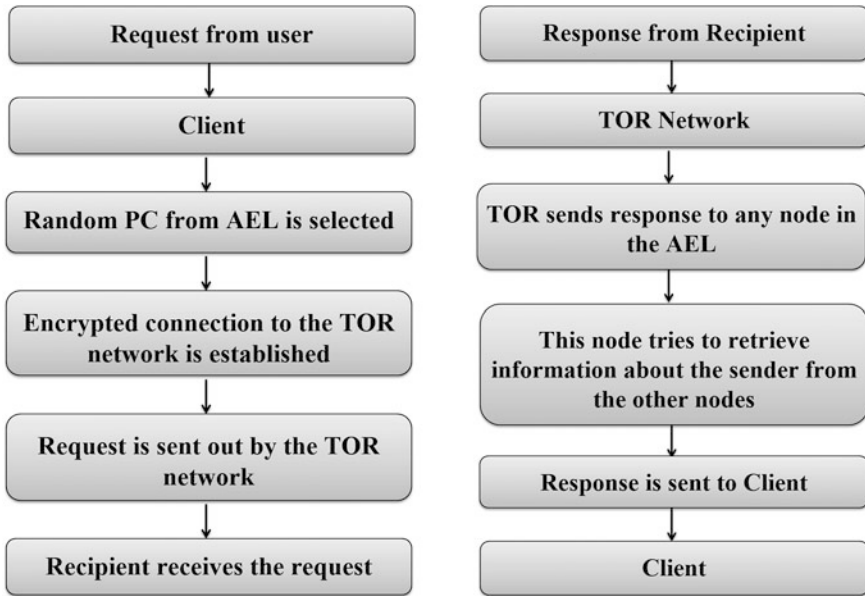 Request from user
Client
Random PC from AEL is selected
Encrypted connection to the TOR
network is established
Request is sent out by the TOR
network
Recipient receives the request
Response from Recipient
TOR Network
TOR sends response to any node in
the AEL
This node tries to retrieve
information about the sender from
the other nodes
Response is sent to Client
Client